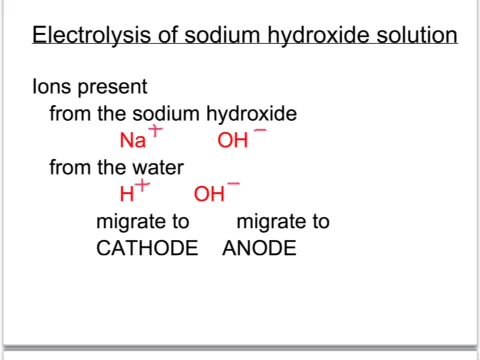 Electrolysis of sodium hydroxide solution
Ions present
from the sodium hydroxide
Na+ OH-
from the water
H+ OH-
migrate to migrate to
CATHODE ANODE